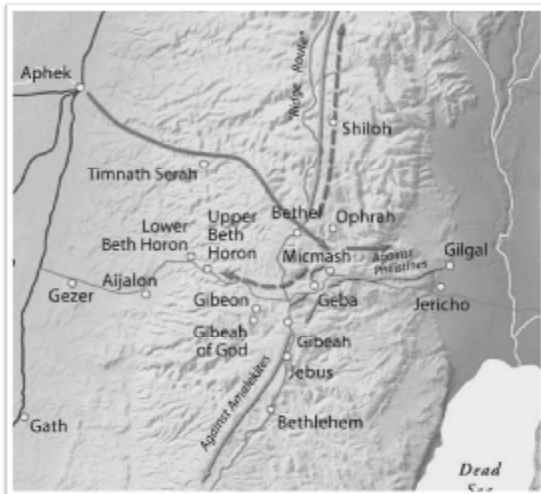 "Ridge Route"
Aphek
Shiloh
Timnath Serah
Lower
Beth Horon
Upper
Beth
Horon
Bethel
Ophrah
Micmash
Against
Philistines
Gilgal
Gezer
Aijalon
Gibeon
Geba
Jericho
Gibeah
of God
Gibeah
Jebus
Against Amalekites
Bethlehem
Gath
Dead
Sea